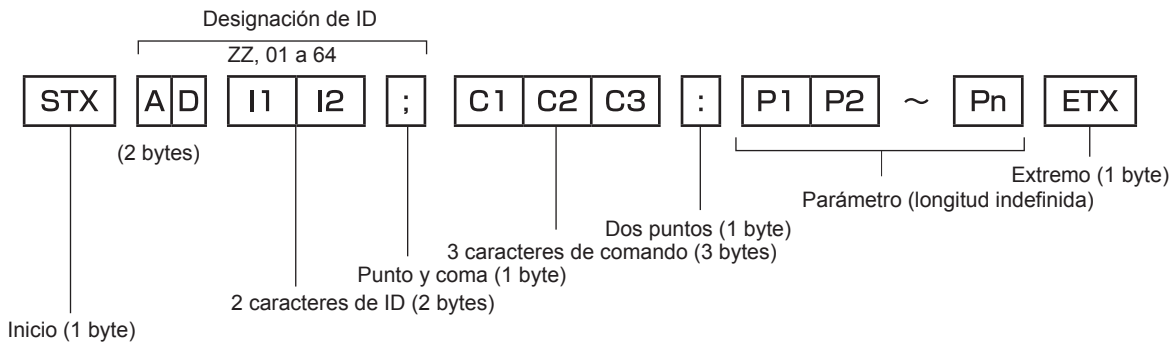 Designación de ID
ZZ, 01 a 64
STX A D I1 I2 ; C1 C2 C3 : P1 P2 ～ Pn ETX
(2 bytes)
Extremo (1 byte)
Parámetro (longitud indefinida)
Dos puntos (1 byte)
3 caracteres de comando (3 bytes)
Punto y coma (1 byte)
2 caracteres de ID (2 bytes)
Inicio (1 byte)